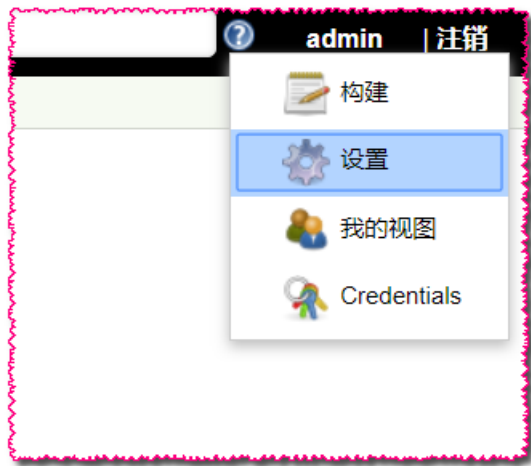 admin | 注销
构建
设置
我的视图
Credentials